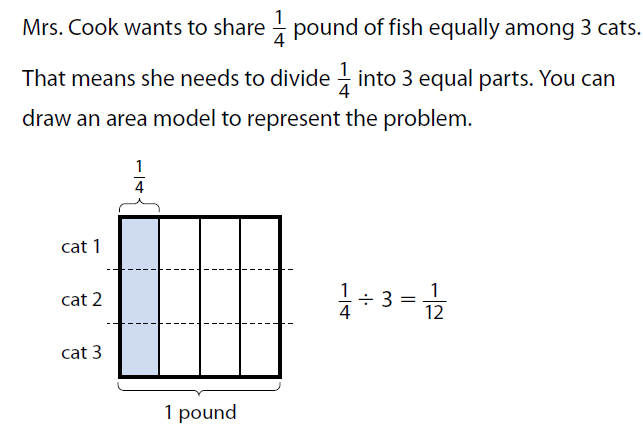 Mrs. Cook wants to share 1/4 pound of fish equally among 3 cats.
That means she needs to divide 1/4 into 3 equal parts. You can
draw an area model to represent the problem.
1/4
cat 1
cat 2
1/4 ÷ 3 = 1/12
cat 3
1 pound